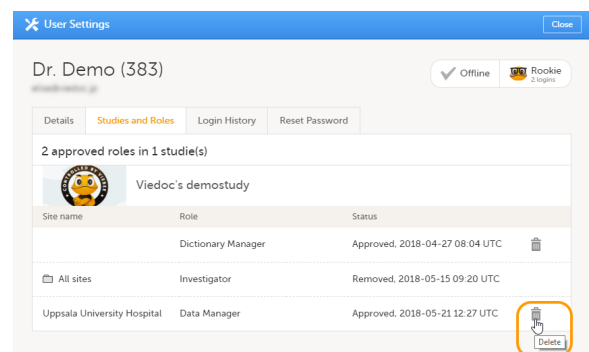 User Settings
Close
Dr. Demo (383)
Offline
Rookie
2 logins
Details
Studies and Roles
Login History
Reset Password
2 approved roles in 1 studie(s)
CONTROLLED BY VIEDOC
Viedoc's demostudy
Site name Role Status
Dictionary Manager Approved, 2018-04-27 08:04 UTC
All sites Investigator Removed, 2018-05-15 09:20 UTC
Uppsala University Hospital Data Manager Approved, 2018-05-21 12:27 UTC
Delete